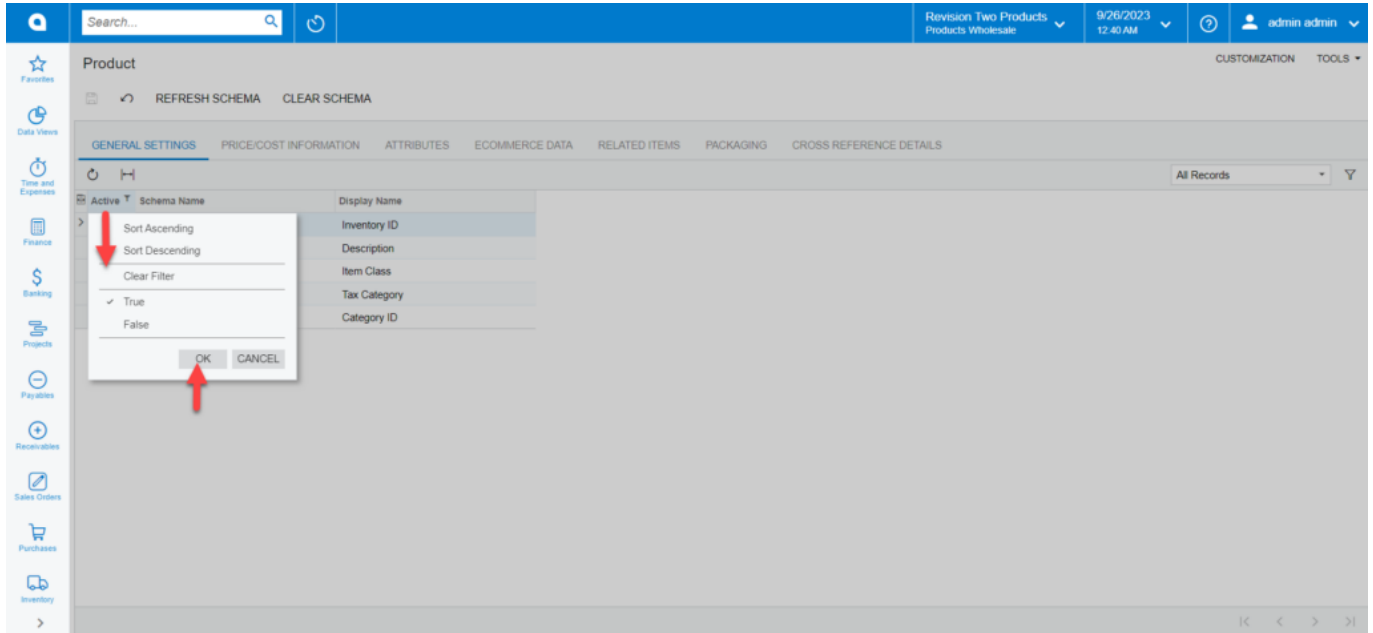 Search...
Revision Two Products
Products Wholesale
9/26/2023
12:40 AM
admin admin
Favorites
Data Views
Time and
Expenses
Finance
Banking
Projects
Payables
Receivables
Sales Orders
Purchases
Inventory
Product
CUSTOMIZATION TOOLS
REFRESH SCHEMA CLEAR SCHEMA
GENERAL SETTINGS PRICE/COST INFORMATION ATTRIBUTES ECOMMERCE DATA RELATED ITEMS PACKAGING CROSS REFERENCE DETAILS
All Records
Active Schema Name Display Name
Sort Ascending
Sort Descending
Clear Filter
True
False
OK CANCEL
Inventory ID
Description
Item Class
Tax Category
Category ID